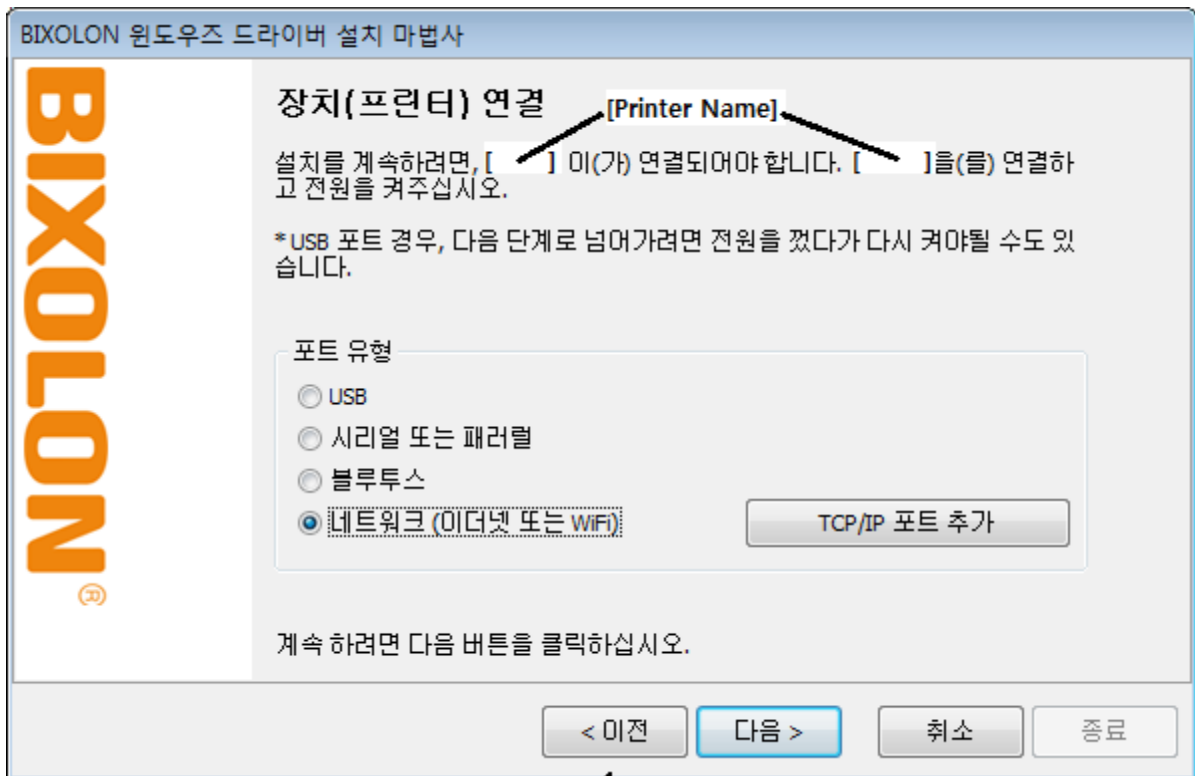 BIXOLON 윈도우즈 드라이버 설치 마법사
BIXOLON®
장치(프린터) 연결
[Printer Name]
설치를 계속하려면, [ ] 이(가) 연결되어야 합니다. [ ]을(를) 연결하
고 전원을 켜주십시오.
*USB 포트 경우, 다음 단계로 넘어가려면 전원을 껐다가 다시 켜야될 수도 있
습니다.
포트 유형
USB
시리얼 또는 패러럴
블루투스
네트워크 (이더넷 또는 WiFi)
TCP/IP 포트 추가
계속 하려면 다음 버튼을 클릭하십시오.
< 이전
다음 >
취소
종료